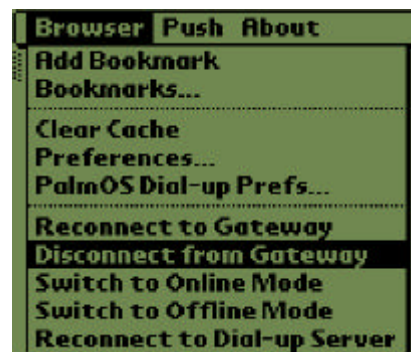 Browser Push About
Add Bookmark
Bookmarks...
Clear Cache
Preferences...
PalmOS Dial-up Prefs...
Reconnect to Gateway
Disconnect from Gateway
Switch to Online Mode
Switch to Offline Mode
Reconnect to Dial-up Server